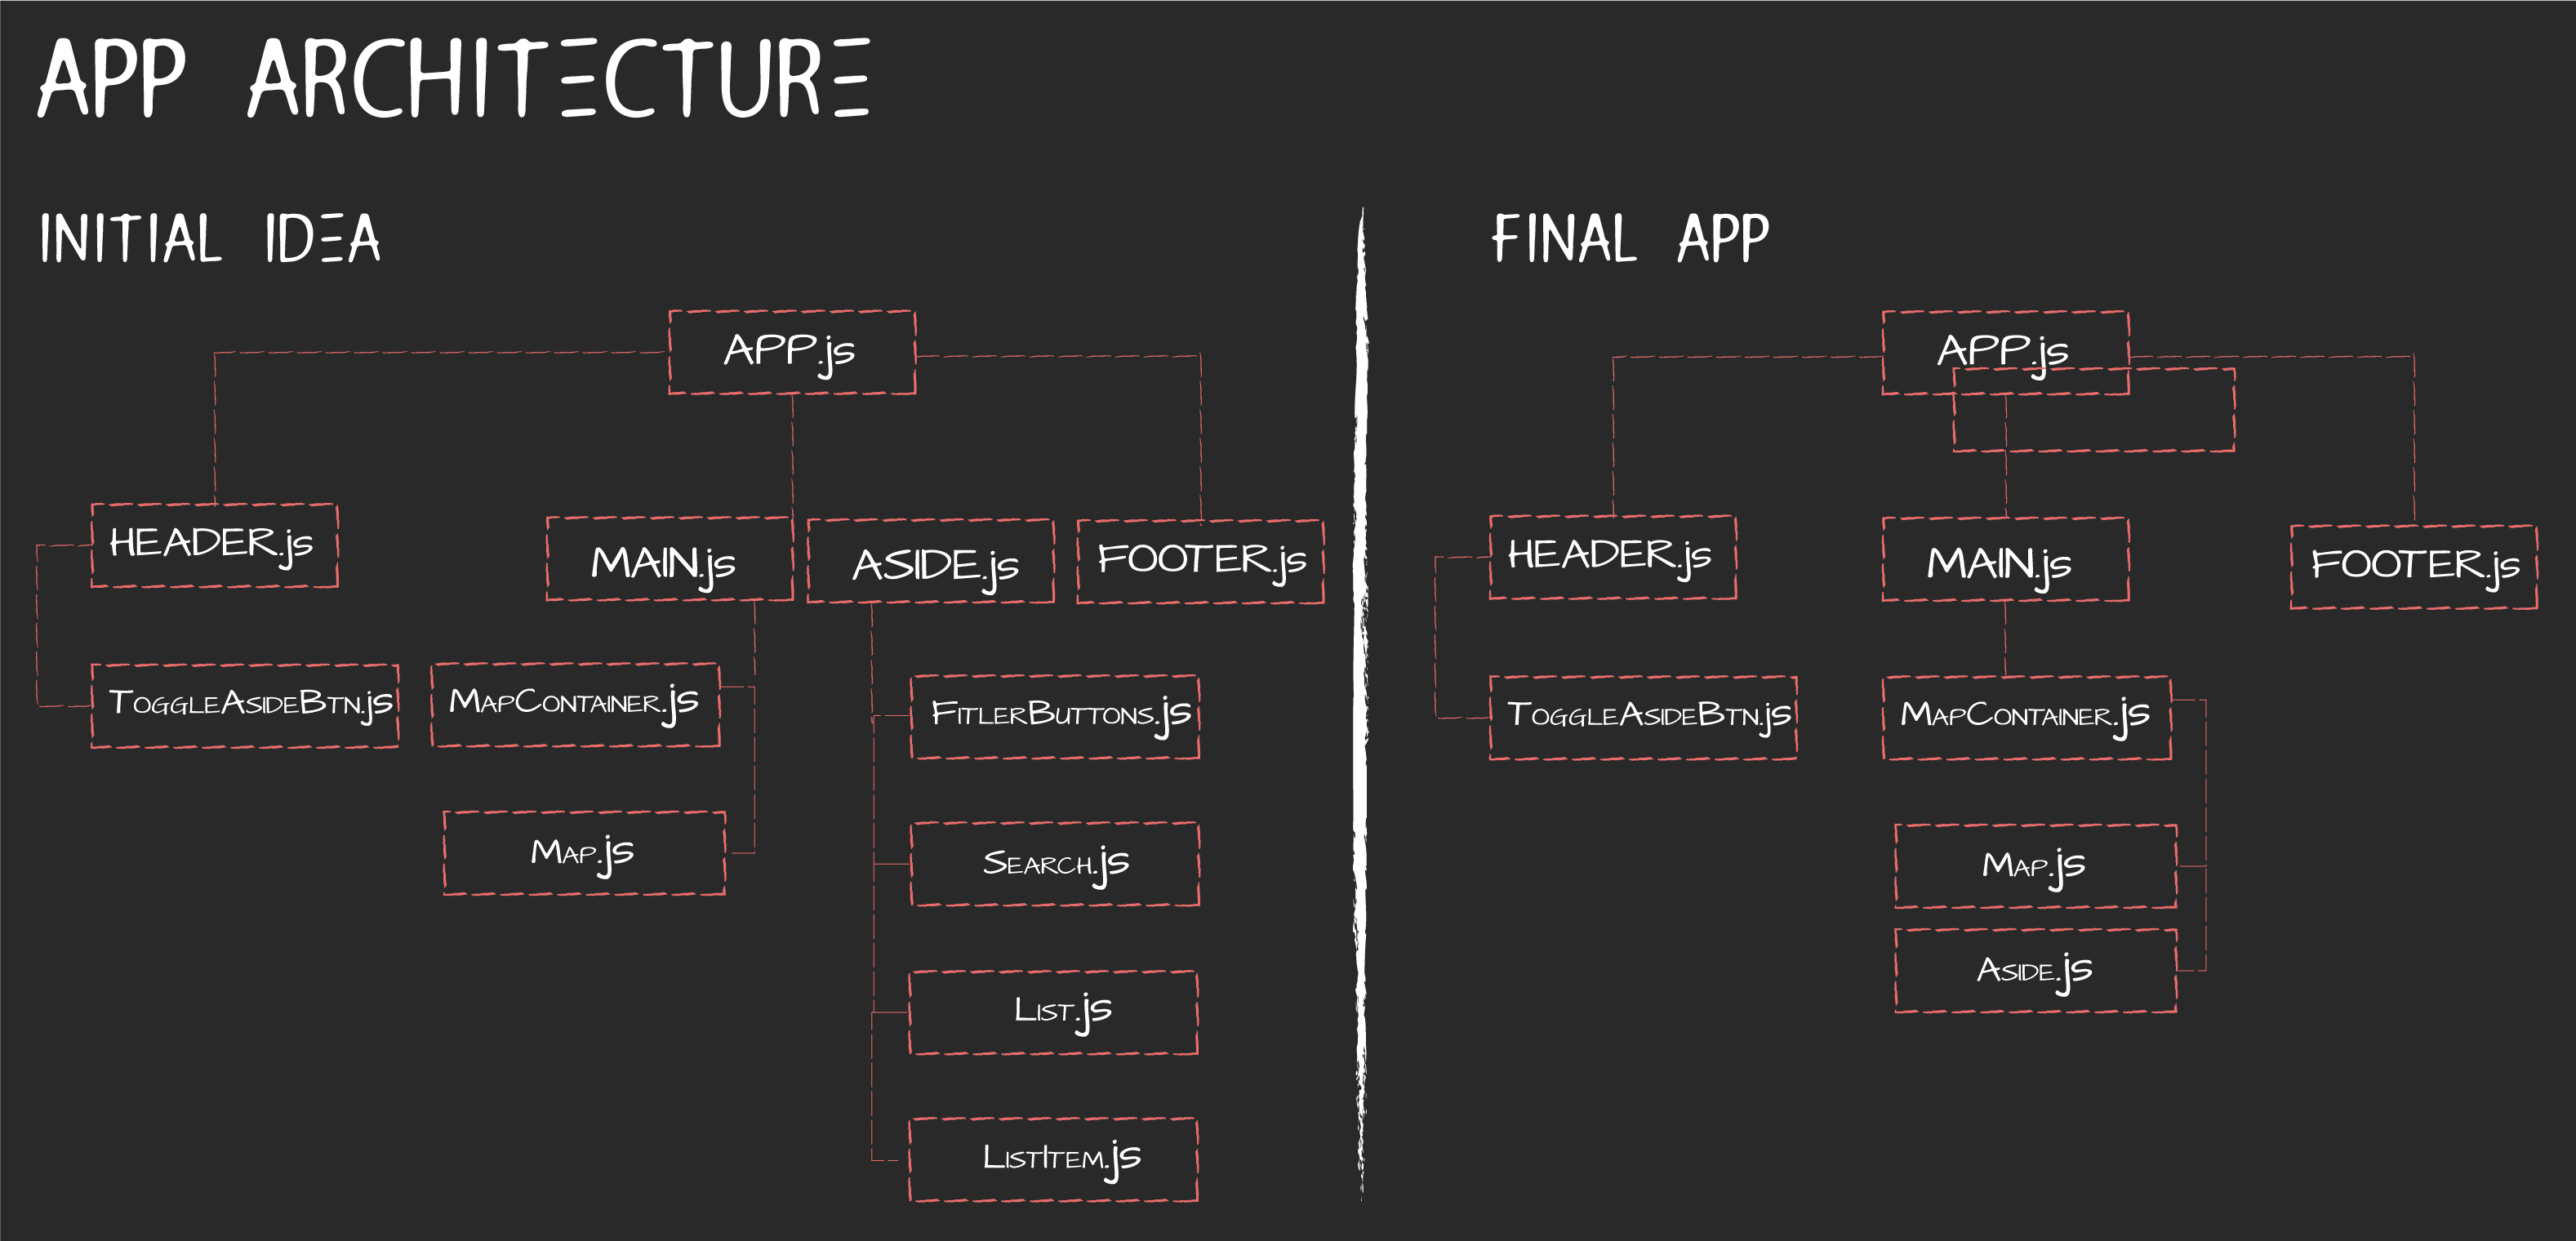 APP ARCHITECTURE
INITIAL IDEA
APP.js
HEADER.js
MAIN.js
ASIDE.js
FOOTER.js
ToggleAsideBtn.js
MapContainer.js
FitlerButtons.js
Map.js
Search.js
List.js
ListItem.js
FINAL APP
APP.js
HEADER.js
MAIN.js
FOOTER.js
ToggleAsideBtn.js
MapContainer.js
Map.js
Aside.js